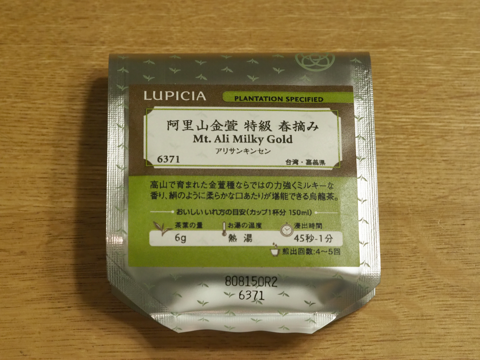 LUPICIA
PLANTATION SPECIFIED
阿里山金萱 特級 春摘み
Mt. Ali Milky Gold
アリサンキンセン
6371
台湾・嘉義県
高山で育まれた金萱種ならではの力強くミルキーな
香り、絹のように柔らかな口あたりが堪能できる烏龍茶。
おいしいいれ方の目安(カップ1杯分 150ml)
茶葉の量 お湯の温度 浸出時間
6g 熱湯 45秒-1分
煎出回数:4〜5回
808150R2
6371